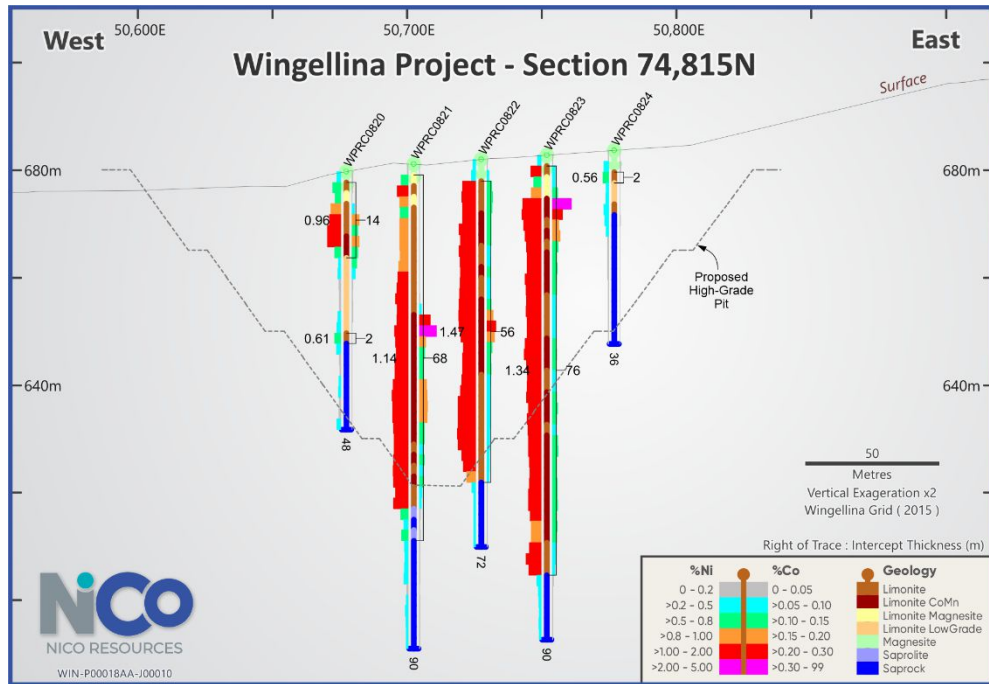 50,600E
50,700E
50,800E
West
East
Wingellina Project - Section 74,815N
Surface
WPRC0820
WPRC0821
WPRC0822
WPRC0823
WPRC0824
680m
680m
0.56
2
0.96
14
Proposed
High-Grade
Pit
0.61
2
1.47
56
1.14
68
1.34
76
640m
640m
36
48
72
90
90
50
Metres
Vertical Exageration x2
Wingellina Grid ( 2015 )
Right of Trace : Intercept Thickness (m)
%Ni %Co Geology
0 - 0.2 0 - 0.05 Limonite
>0.2 - 0.5 >0.05 - 0.10 Limonite CoMn
>0.5 - 0.8 >0.10 - 0.15 Limonite Magnesite
>0.8 - 1.00 >0.15 - 0.20 Limonite LowGrade
>1.00 - 2.00 >0.20 - 0.30 Magnesite
>2.00 - 5.00 >0.30 - 99 Saprolite
Saprock
NiCo
NICO RESOURCES
WIN-P00018AA-J00010